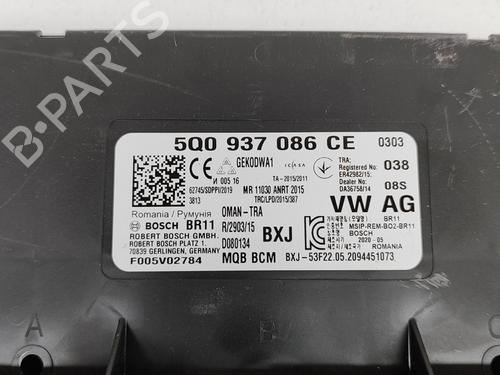 5Q0 937 086 CE 0303
CE GEKODWA1 ICASA TRA: 038
И 005 16 TA-2015/2011 Registered No:
ER42982/15
Dealer No:
62745/SDPPI/2019 MR 11030 ANRT 2015 DA36758/14 08S
3813 TRC/LPD/2015/387 VW AG
Romania / Румуния OMAN-TRA
BOSCH BR11 R/2903/15 BXJ BR11
ROBERT BOSCH GMBH. D080134 MSIP-REM-BO2-BR11
ROBERT BOSCH PLATZ 1. BOSCH
70839 GERLINGEN, GERMANY 2020-05
ROMANIA
F005V02784 MQB BCM BXJ-53F22.05.2094451073
A B C
B-PARTS